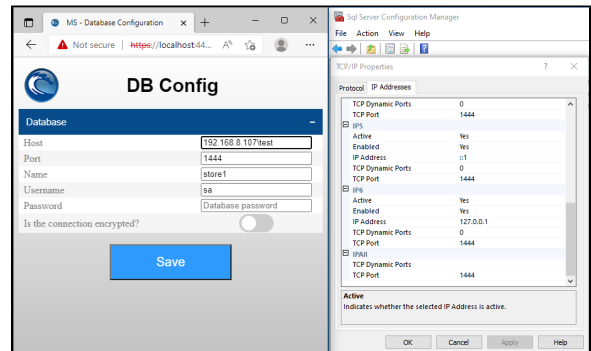 MS - Database Configuration
Not secure https://localhost:44...
DB Config
Database
Host 192.168.8.107\test
Port 1444
Name store1
Username sa
Password Database password
Is the connection encrypted?
Save
Sql Server Configuration Manager
File Action View Help
TCP/IP Properties
Protocol IP Addresses
TCP Dynamic Ports 0
TCP Port 1444
IP5
Active Yes
Enabled Yes
IP Address ::1
TCP Dynamic Ports 0
TCP Port 1444
IP6
Active Yes
Enabled Yes
IP Address 127.0.0.1
TCP Dynamic Ports 0
TCP Port 1444
IPAll
TCP Dynamic Ports
TCP Port 1444
Active
Indicates whether the selected IP Address is active.
OK Cancel Apply Help